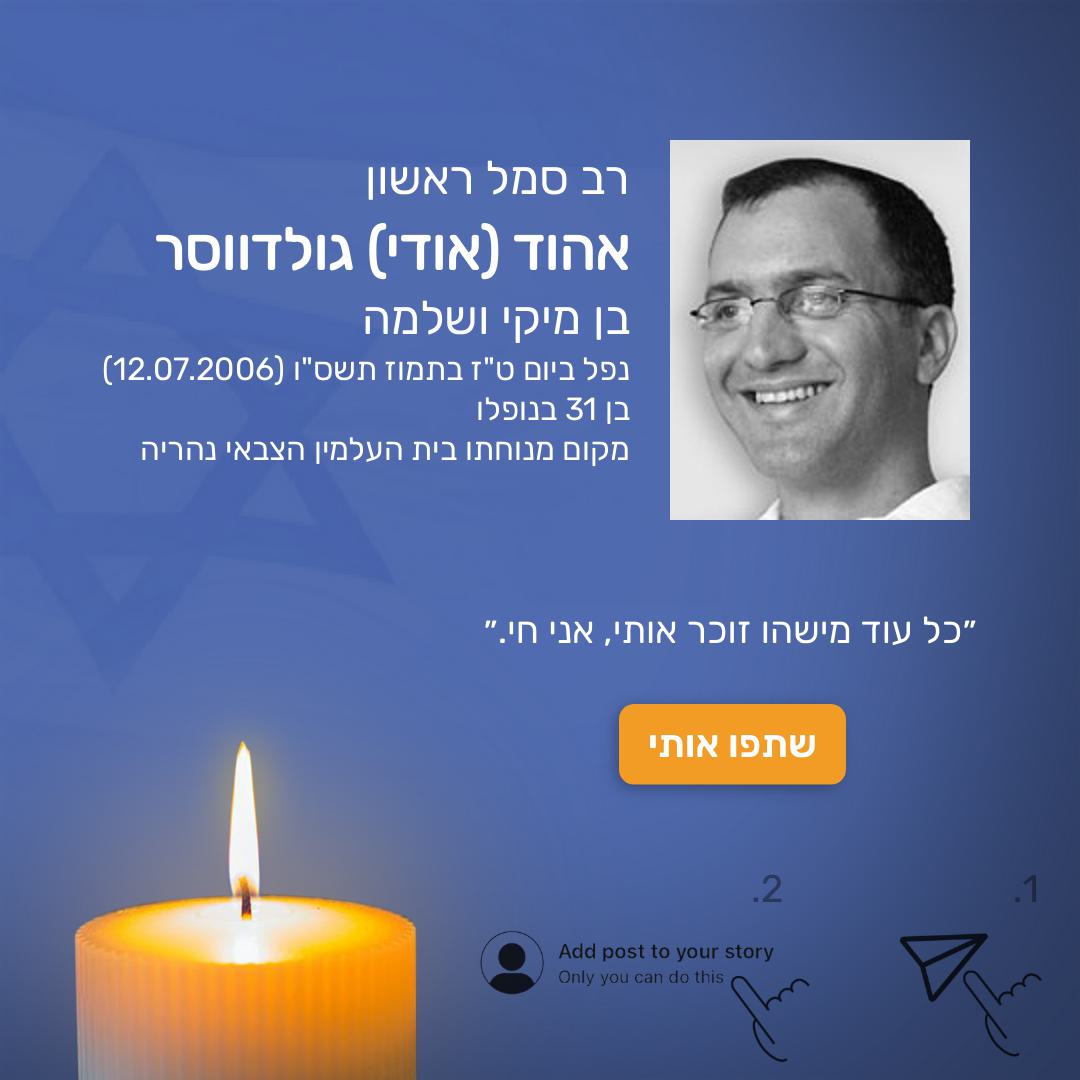 רב סמל ראשון
אהוד (אודי) גולדווסר
בן מיקי ושלמה
נפל ביום ט"ז בתמוז תשס"ו (12.07.2006)
בן 31 בנופלו
מקום מנוחתו בית העלמין הצבאי נהריה
״כל עוד מישהו זוכר אותי, אני חי.״
שתפו אותי
1.
2.
Add post to your story
Only you can do this